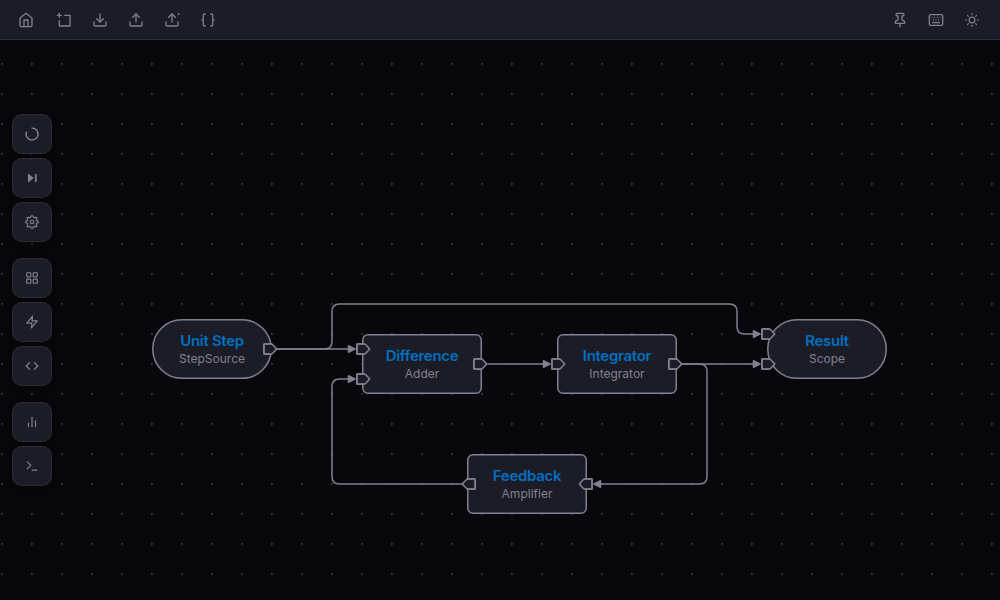 Unit Step
StepSource
Difference
Adder
Integrator
Integrator
Result
Scope
Feedback
Amplifier